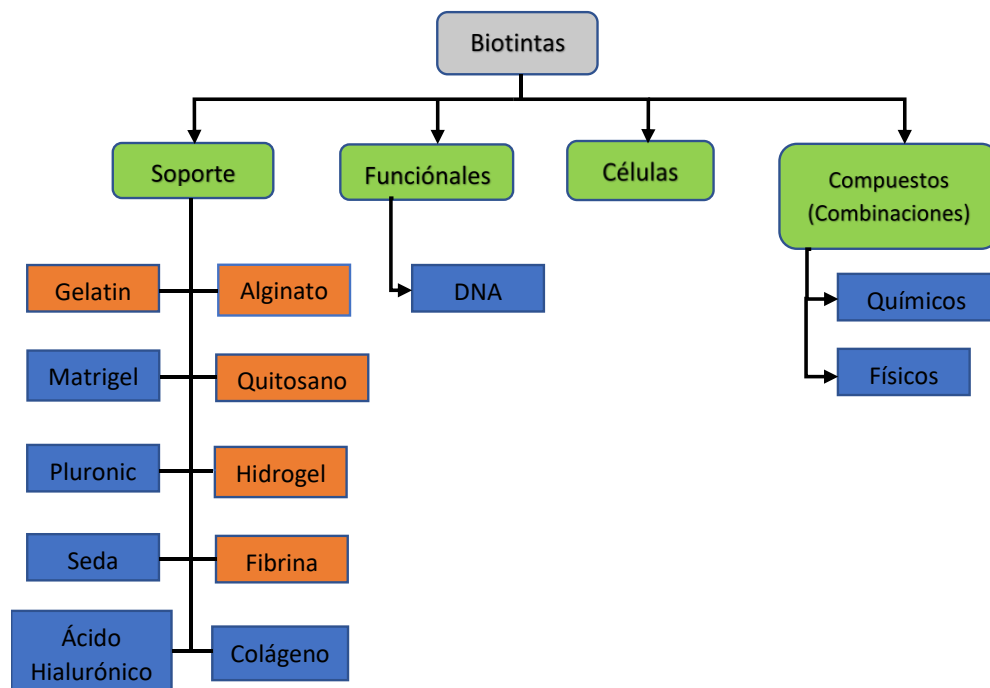 Biotintas
Soporte
Funciónales
Células
Compuestos
(Combinaciones)
Gelatin
Alginato
DNA
Químicos
Matrigel
Quitosano
Físicos
Pluronic
Hidrogel
Seda
Fibrina
Ácido
Hialurónico
Colágeno